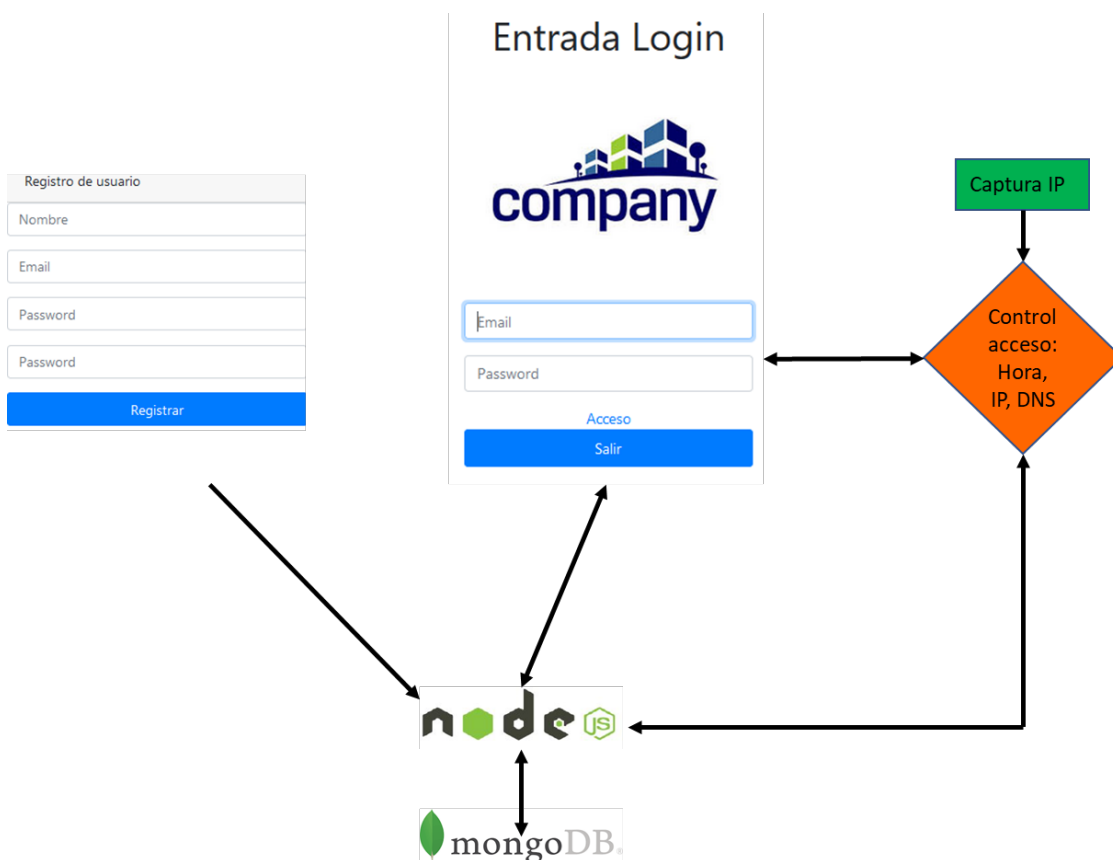 Entrada Login
company
Registro de usuario
Nombre
Email
Password
Password
Registrar
Email
Password
Acceso
Salir
Captura IP
Control
acceso:
Hora,
IP, DNS
node
JS
mongoDB®